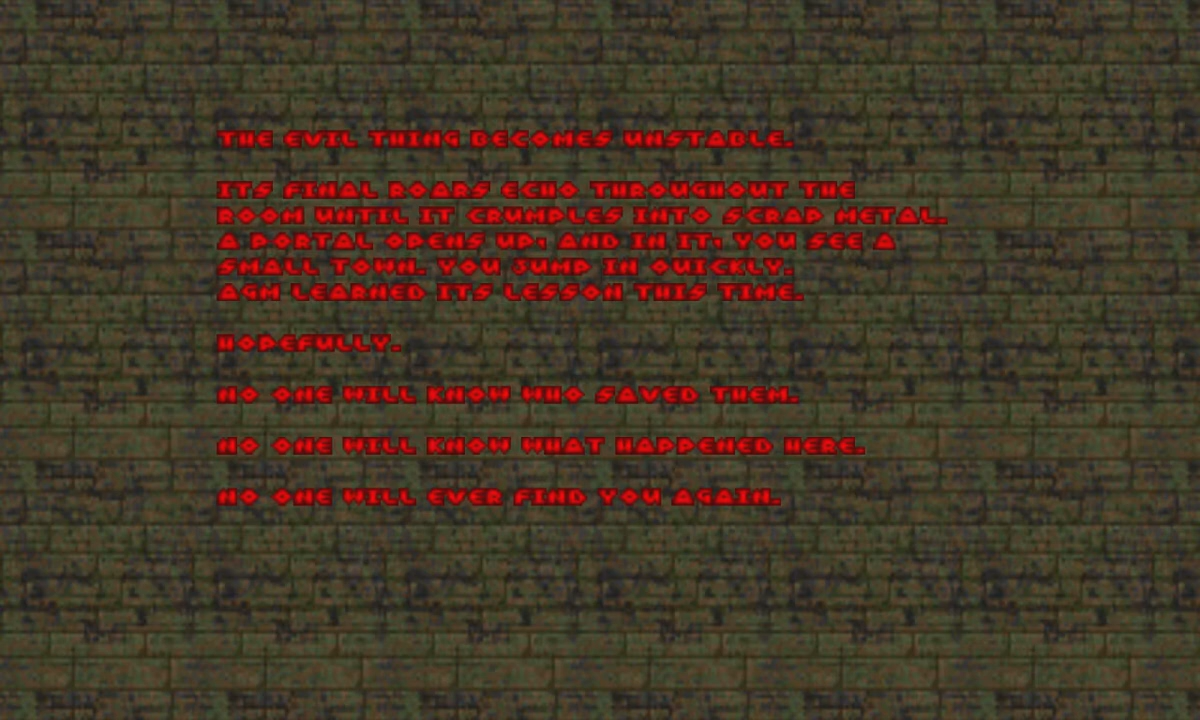 THE EVIL THING BECOMES UNSTABLE.
ITS FINAL ROARS ECHO THROUGHOUT THE
ROOM UNTIL IT CRUMBLES INTO SCRAP METAL.
A PORTAL OPENS UP, AND IN IT, YOU SEE A
SMALL TOWN. YOU JUMP IN QUICKLY.
AGM LEARNED ITS LESSON THIS TIME.
HOPEFULLY.
NO ONE WILL KNOW WHO SAVED THEM.
NO ONE WILL KNOW WHAT HAPPENED HERE.
NO ONE WILL EVER FIND YOU AGAIN.